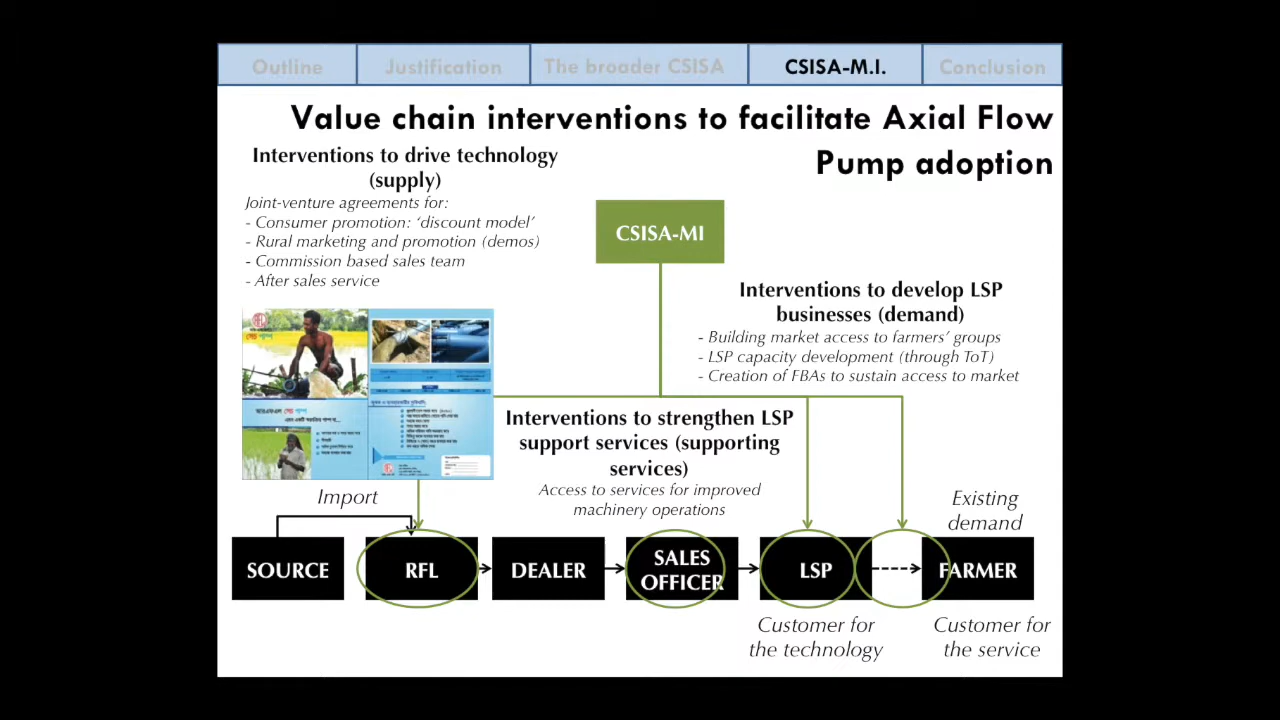 Outline
Justification
The broader CSISA
CSISA-M.I.
Conclusion
Value chain interventions to facilitate Axial Flow
Pump adoption
Interventions to drive technology
(supply)
Joint-venture agreements for:
- Consumer promotion: ‘discount model’
- Rural marketing and promotion (demos)
- Commission based sales team
- After sales service
CSISA-MI
Interventions to develop LSP
businesses (demand)
- Building market access to farmers’ groups
- LSP capacity development (through ToT)
- Creation of FBAs to sustain access to market
Interventions to strengthen LSP
support services (supporting
services)
Access to services for improved
machinery operations
Import
Existing
demand
SOURCE
RFL
DEALER
SALES
OFFICER
LSP
FARMER
Customer for
the technology
Customer for
the service